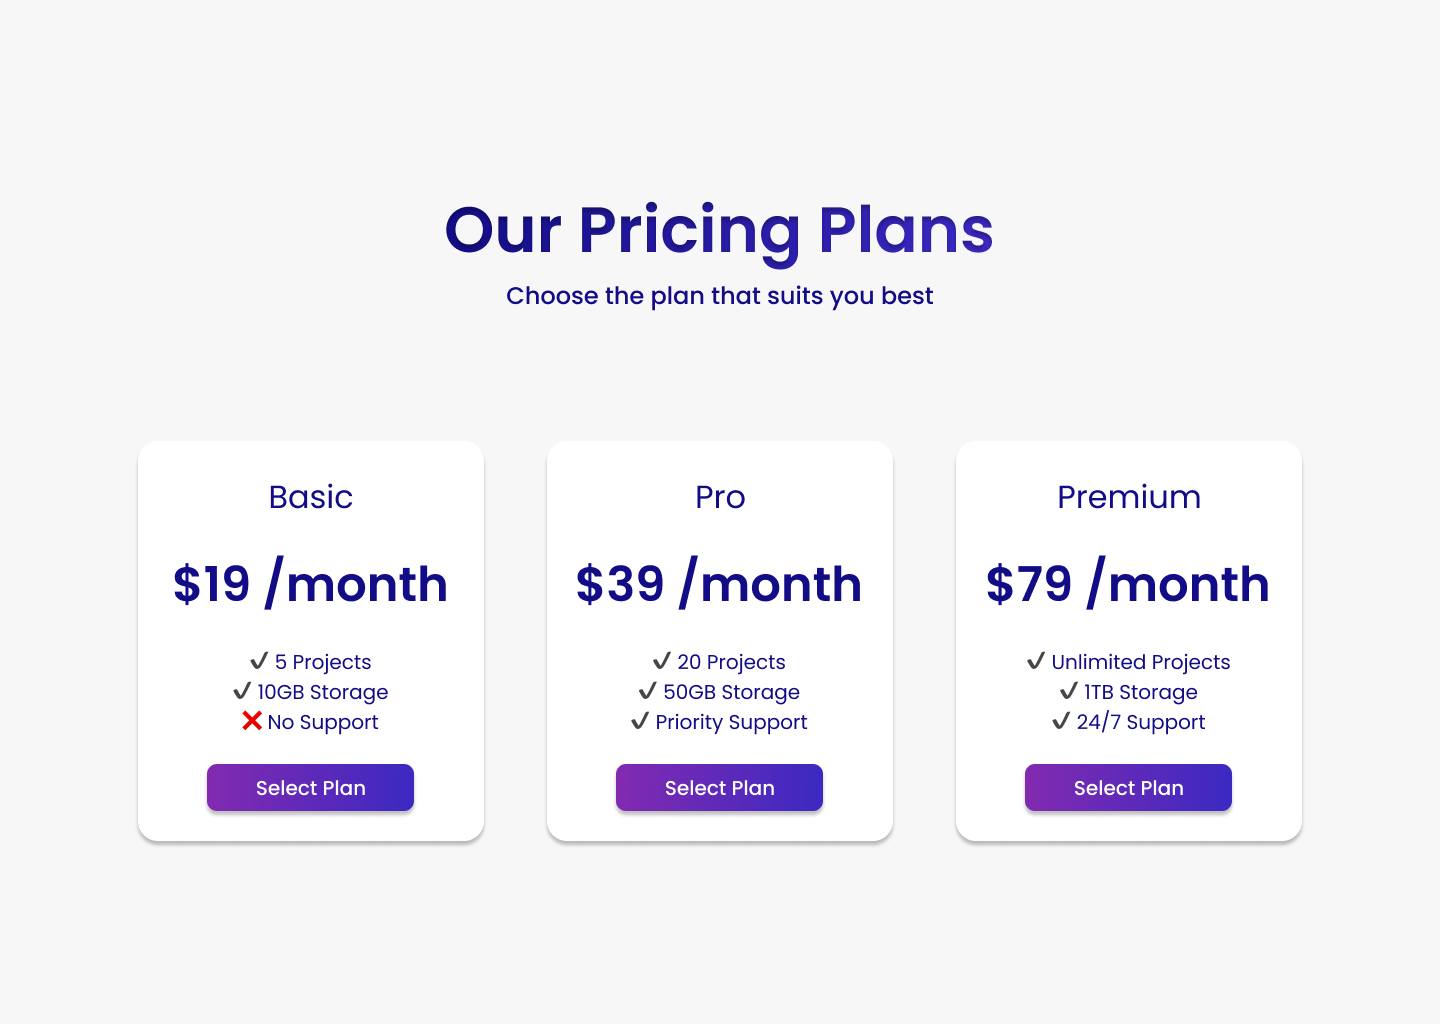 Our Pricing Plans
Choose the plan that suits you best
Basic
$19 /month
✔ 5 Projects
✔ 10GB Storage
❌ No Support
Select Plan
Pro
$39 /month
✔ 20 Projects
✔ 50GB Storage
✔ Priority Support
Select Plan
Premium
$79 /month
✔ Unlimited Projects
✔ 1TB Storage
✔ 24/7 Support
Select Plan